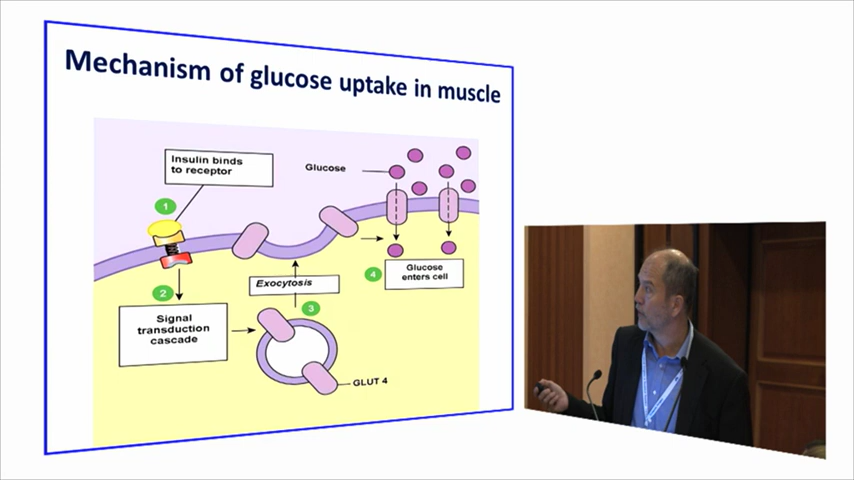 Mechanism of glucose uptake in muscle
Insulin binds
to receptor
Glucose
1
2
Signal
transduction
cascade
Exocytosis
3
GLUT 4
4
Glucose
enters cell